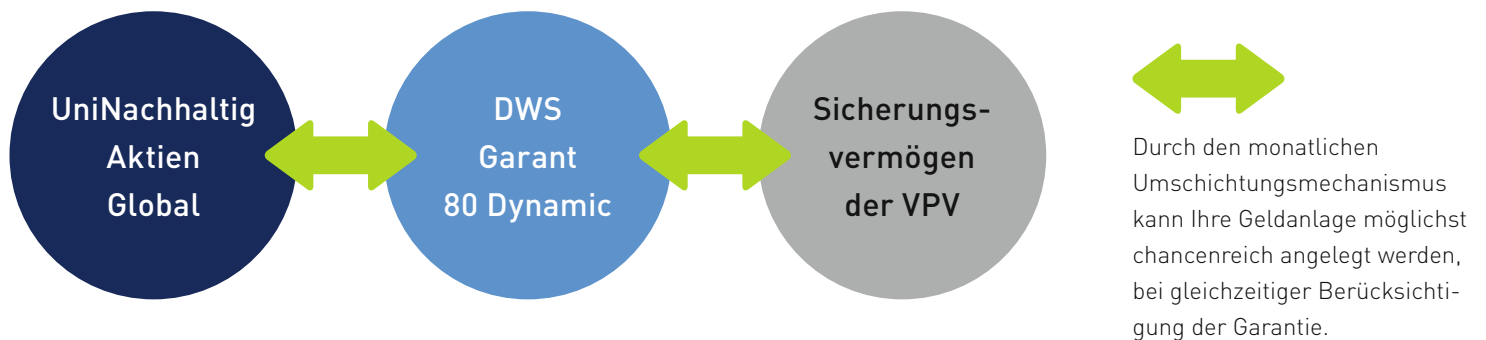 UniNachhaltig
Aktien
Global
DWS
Garant
80 Dynamic
Sicherungs-
vermögen
der VPV
Durch den monatlichen
Umschichtungsmechanismus
kann Ihre Geldanlage möglichst
chancenreich angelegt werden,
bei gleichzeitiger Berücksichti-
gung der Garantie.